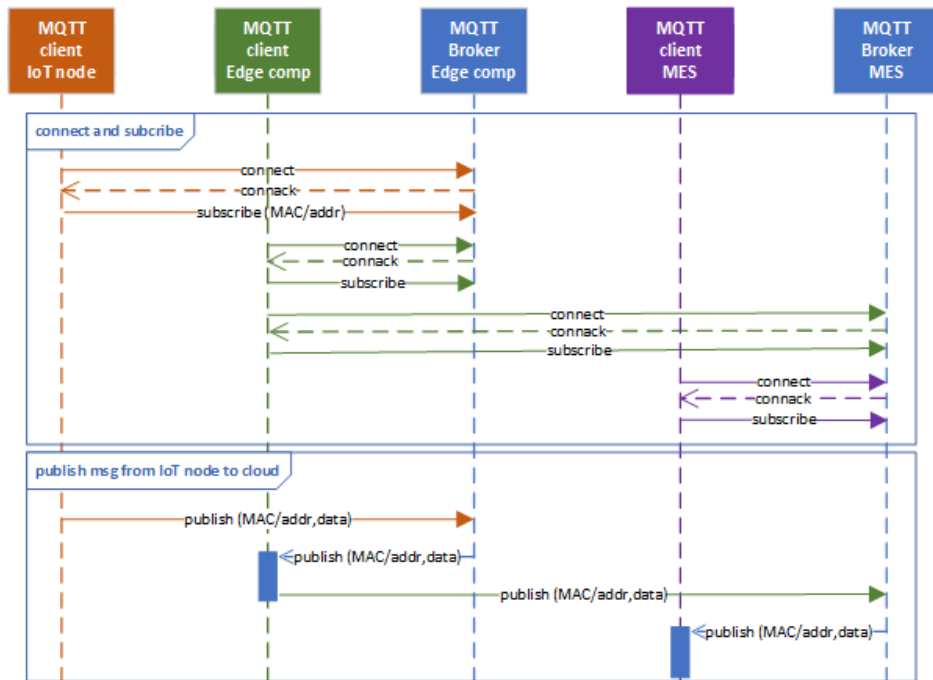 MQTT
client
IoT node
MQTT
client
Edge comp
MQTT
Broker
Edge comp
MQTT
client
MES
MQTT
Broker
MES
connect and subcribe
connect
connack
subscribe (MAC/addr)
connect
connack
subscribe
connect
connack
subscribe
connect
connack
subscribe
publish msg from IoT node to cloud
publish (MAC/addr,data)
publish (MAC/addr,data)
publish (MAC/addr,data)
publish (MAC/addr,data)